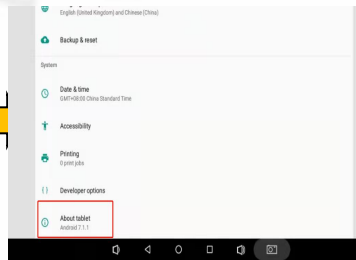 English (United Kingdom) and Chinese (China)
Backup & reset
System
Date & time
GMT+08:00 China Standard Time
Accessibility
Printing
0 print jobs
Developer options
About tablet
Android 7.1.1